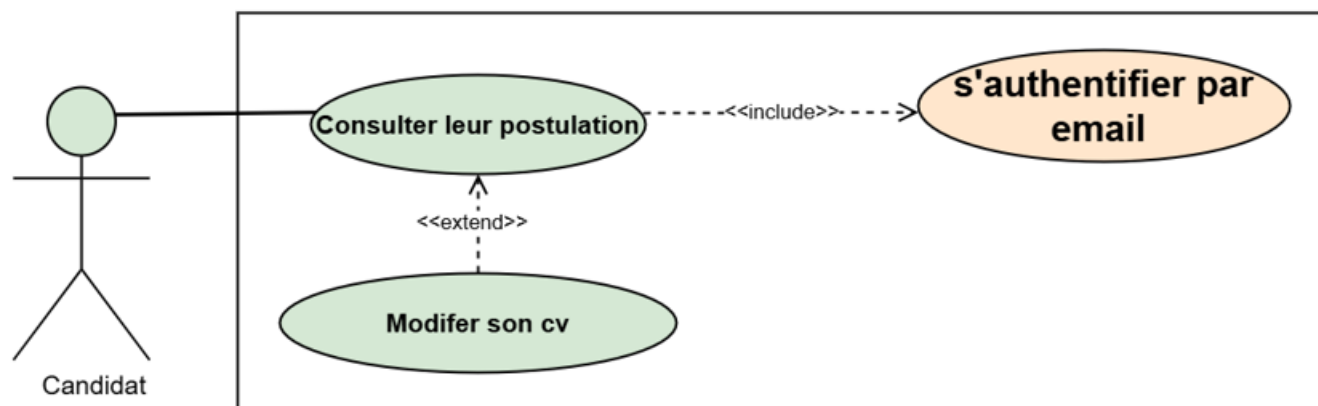 s'authentifier par
email
Consulter leur postulation
<<include>>
<<extend>>
Modifer son cv
Candidat